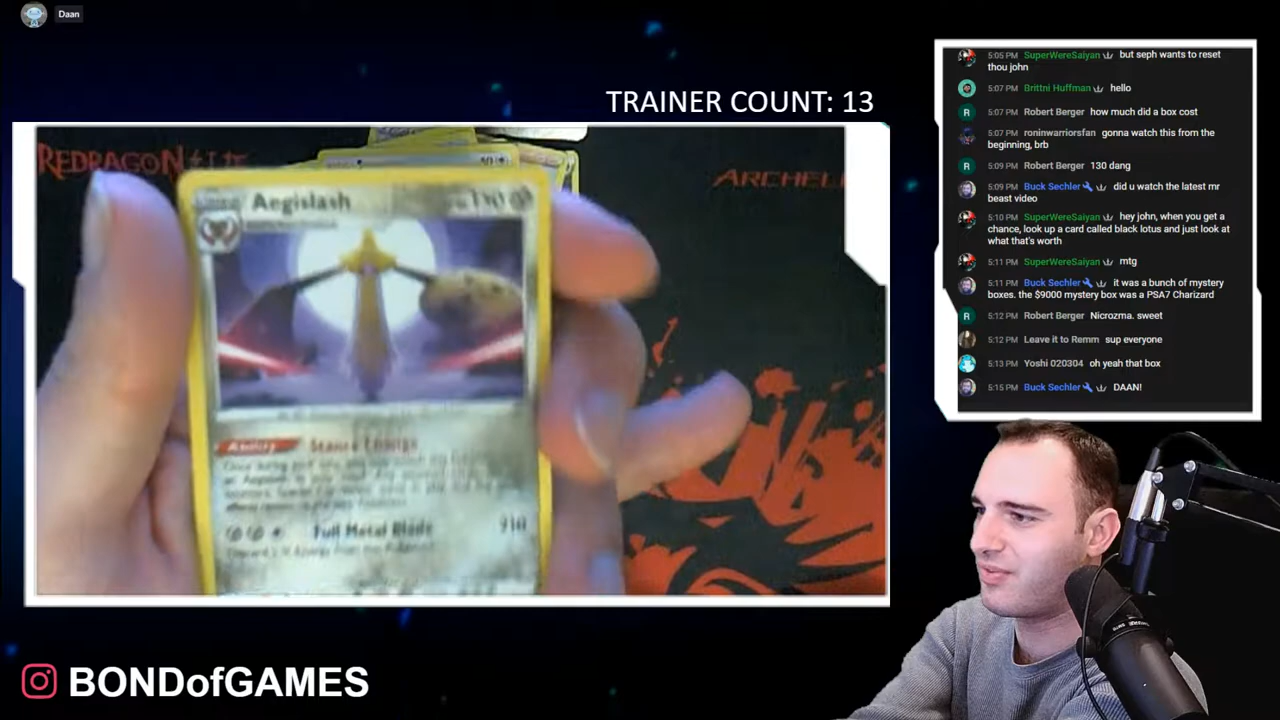 Daan
TRAINER COUNT: 13
REDRAGON
ARCHE
Aegislash
Ability Stance Change
Full Metal Blade 210
5:05 PM SuperWereSaiyan but seph wants to reset
thou john
5:07 PM Brittni Huffman hello
R 5:07 PM Robert Berger how much did a box cost
5:07 PM roninwarriorsfan gonna watch this from the
beginning, brb
R 5:09 PM Robert Berger 130 dang
5:09 PM Buck Sechler did u watch the latest mr
beast video
5:10 PM SuperWereSaiyan hey john, when you get a
chance, look up a card called black lotus and just look at
what that's worth
5:11 PM SuperWereSaiyan mtg
5:11 PM Buck Sechler it was a bunch of mystery
boxes. the $9000 mystery box was a PSA7 Charizard
R 5:12 PM Robert Berger Nicrozma. sweet
5:12 PM Leave it to Remm sup everyone
5:13 PM Yoshi 020304 oh yeah that box
5:15 PM Buck Sechler DAAN!
BONDofGAMES